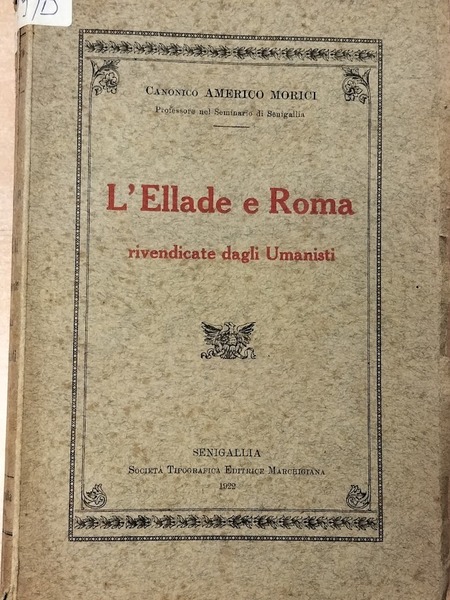 CANONICO AMERICO MORICI
Professore nel Seminario di Senigallia
L'Ellade e Roma
rivendicate dagli Umanisti
SENIGALLIA
SOCIETÀ TIPOGRAFICA EDITRICE MARCHIGIANA
1922